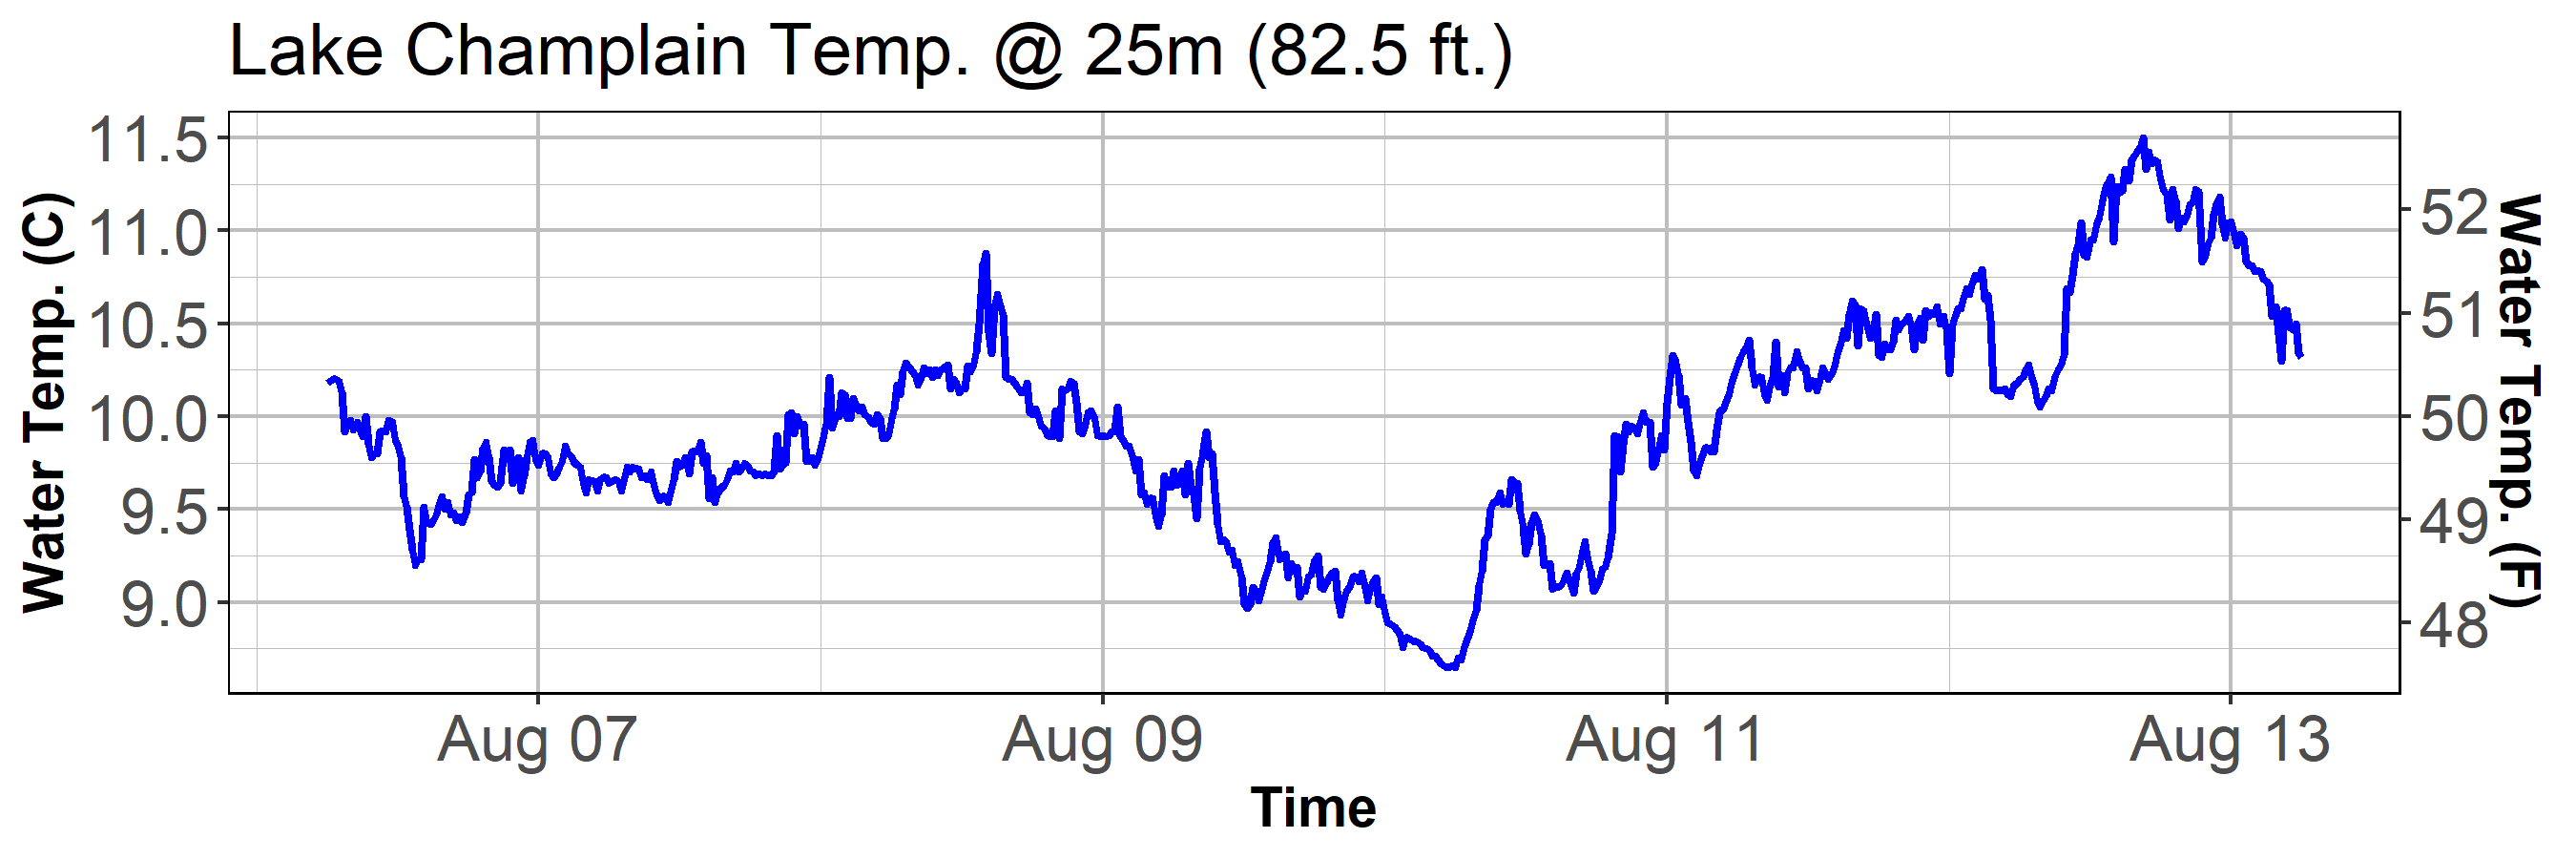 Lake Champlain Temp. @ 25m (82.5 ft.)
Water Temp. (C)
11.5
11.0
10.5
10.0
9.5
9.0
52
51
50
49
48
Water Temp. (F)
Aug 07
Aug 09
Aug 11
Aug 13
Time